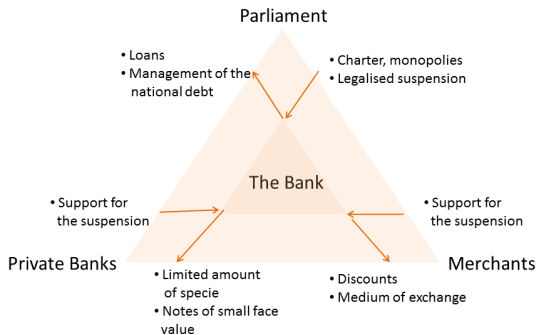 Parliament
• Loans
• Management of the
national debt
• Charter, monopolies
• Legalised suspension
The Bank
• Support for
the suspension
• Support for
the suspension
Private Banks
• Limited amount
of specie
• Notes of small face
value
• Discounts
• Medium of exchange
Merchants